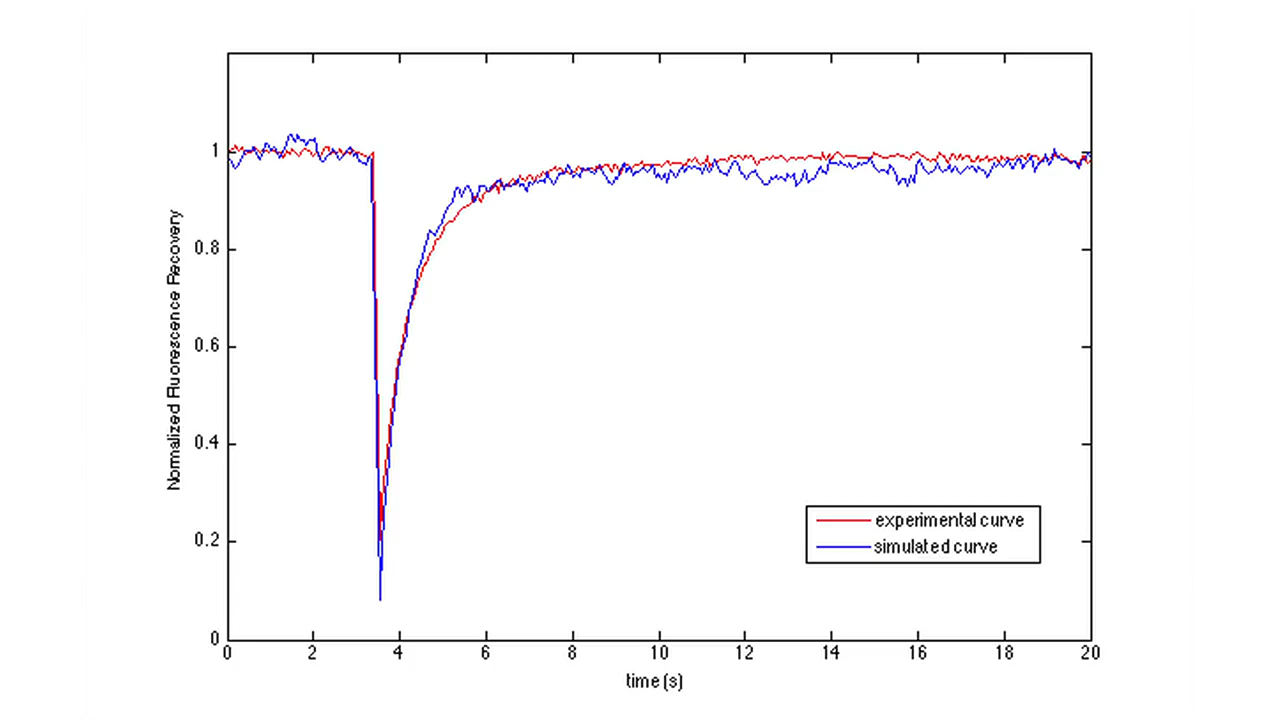 Normalized Fluorescence Recovery
1
0.8
0.6
0.4
0.2
0
0 2 4 6 8 10 12 14 16 18 20
time (s)
experimental curve
simulated curve